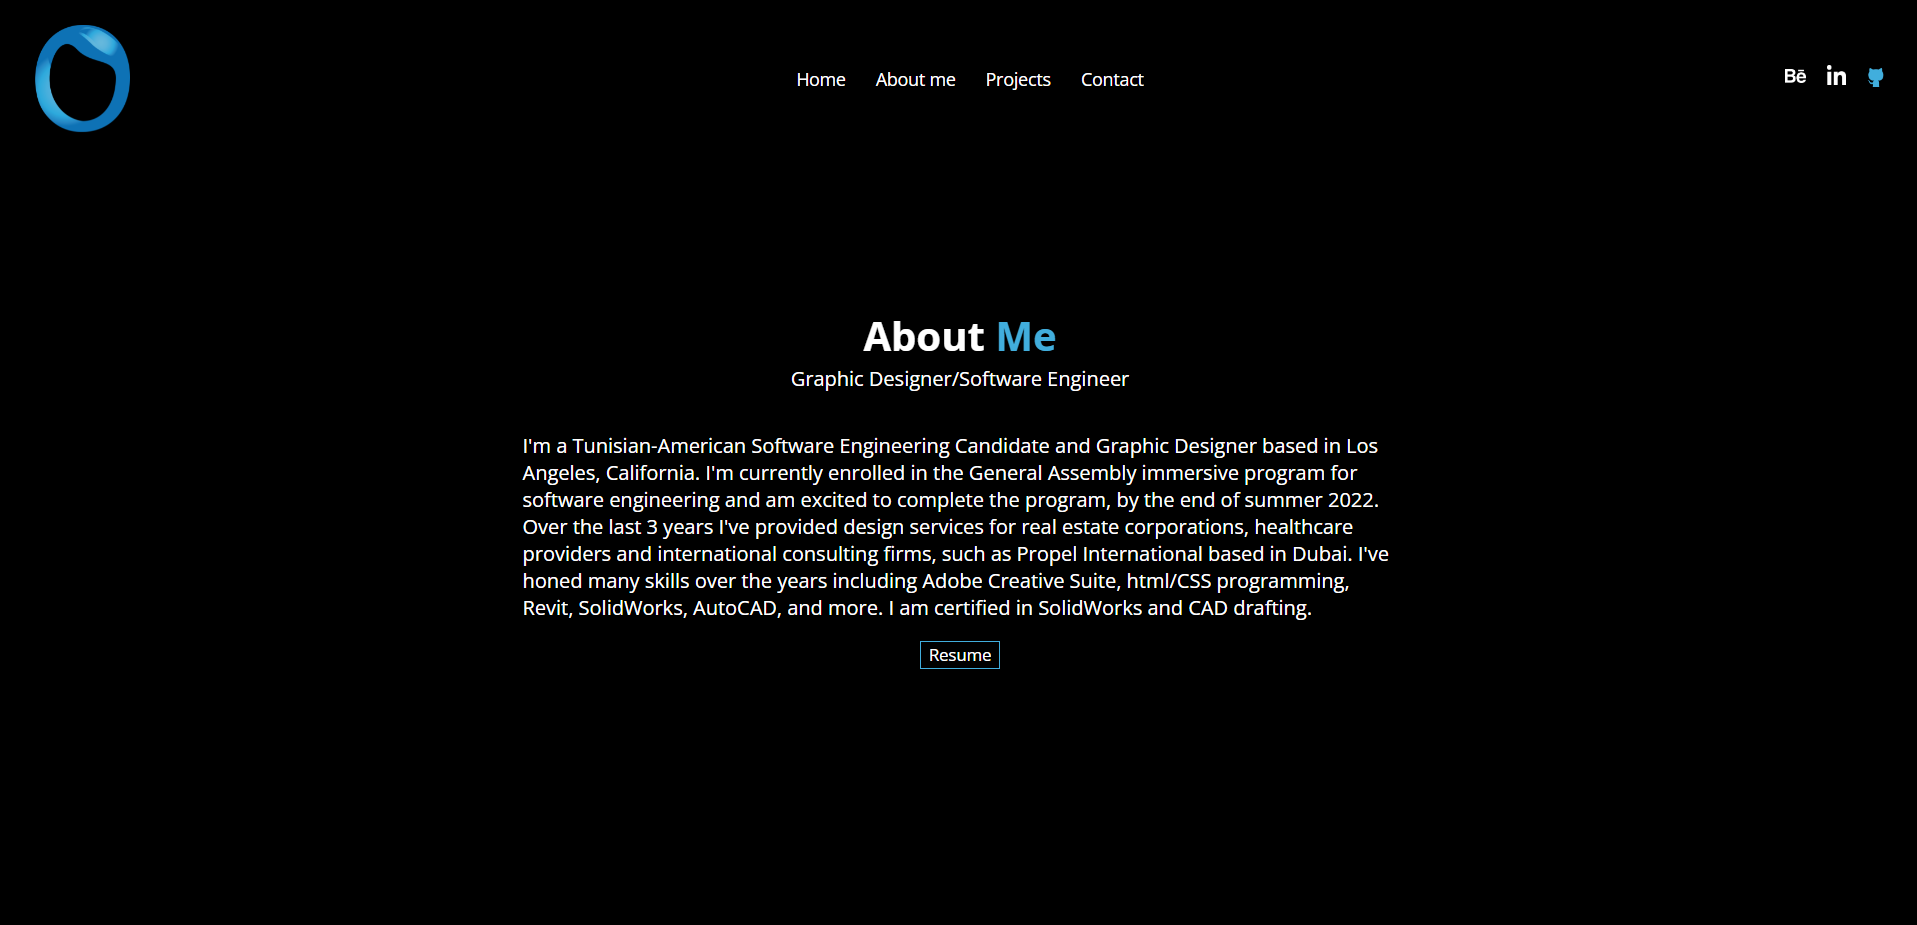 Home About me Projects Contact
Bē in
About Me
Graphic Designer/Software Engineer
I'm a Tunisian-American Software Engineering Candidate and Graphic Designer based in Los
Angeles, California. I'm currently enrolled in the General Assembly immersive program for
software engineering and am excited to complete the program, by the end of summer 2022.
Over the last 3 years I've provided design services for real estate corporations, healthcare
providers and international consulting firms, such as Propel International based in Dubai. I've
honed many skills over the years including Adobe Creative Suite, html/CSS programming,
Revit, SolidWorks, AutoCAD, and more. I am certified in SolidWorks and CAD drafting.
Resume